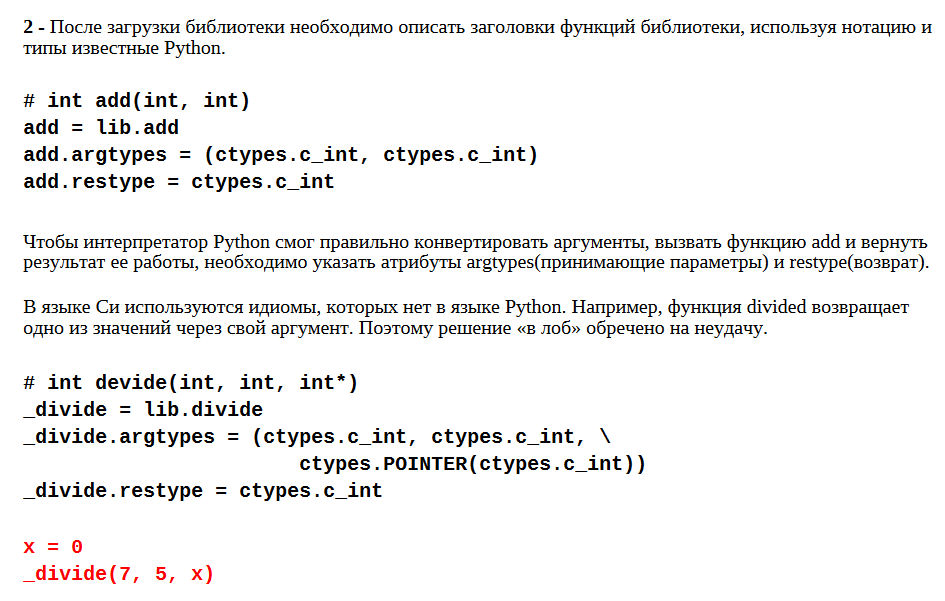 2 - После загрузки библиотеки необходимо описать заголовки функций библиотеки, используя нотацию и
типы известные Python.
# int add(int, int)
add = lib.add
add.argtypes = (ctypes.c_int, ctypes.c_int)
add.restype = ctypes.c_int
Чтобы интерпретатор Python смог правильно конвертировать аргументы, вызвать функцию add и вернуть
результат ее работы, необходимо указать атрибуты argtypes(принимающие параметры) и restype(возврат).
В языке Си используются идиомы, которых нет в языке Python. Например, функция divided возвращает
одно из значений через свой аргумент. Поэтому решение «в лоб» обречено на неудачу.
# int devide(int, int, int*)
_divide = lib.divide
_divide.argtypes = (ctypes.c_int, ctypes.c_int, \
ctypes.POINTER(ctypes.c_int))
_divide.restype = ctypes.c_int
x = 0
_divide(7, 5, x)